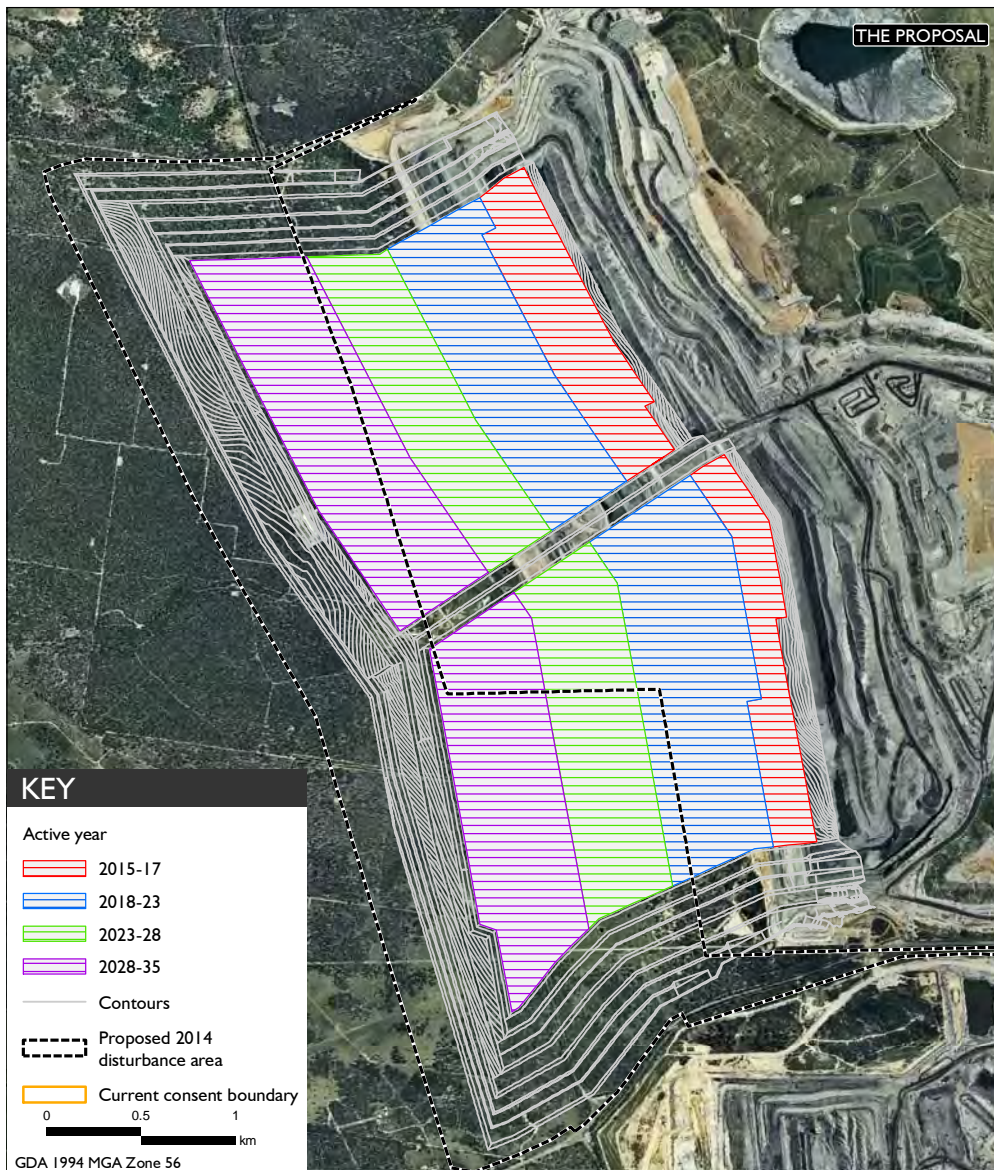 THE PROPOSAL
KEY
Active year
2015-17
2018-23
2023-28
2028-35
Contours
Proposed 2014
disturbance area
Current consent boundary
0 0.5 1
km
GDA 1994 MGA Zone 56